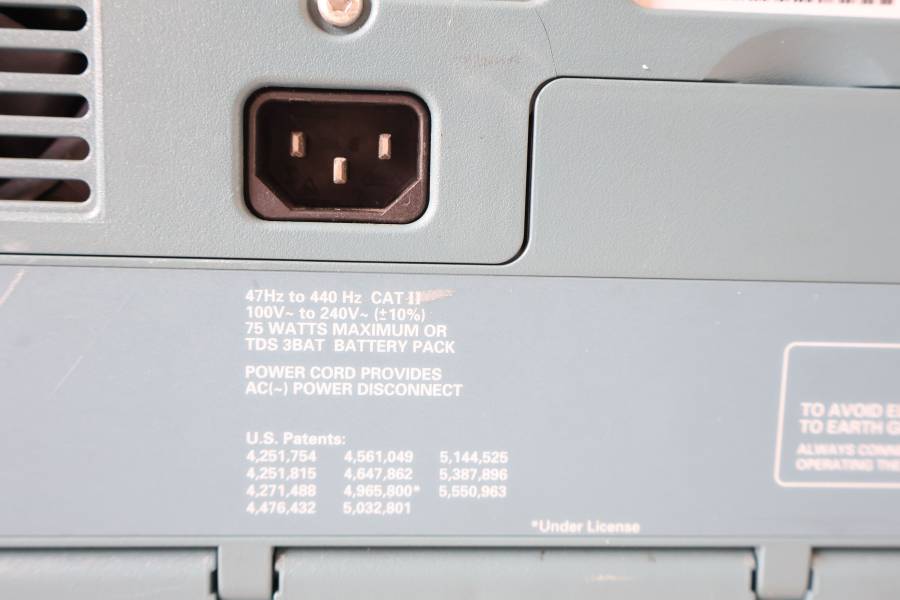 47Hz to 440 Hz CAT II
100V~ to 240V~ (±10%)
75 WATTS MAXIMUM OR
TDS 3BAT BATTERY PACK
POWER CORD PROVIDES
AC(~) POWER DISCONNECT
U.S. Patents:
4,251,754 4,561,049 5,144,525
4,251,815 4,647,862 5,387,896
4,271,488 4,965,800* 5,550,963
4,476,432 5,032,801
*Under License
TO AVOID
TO EARTH
ALWAYS
OPERATING